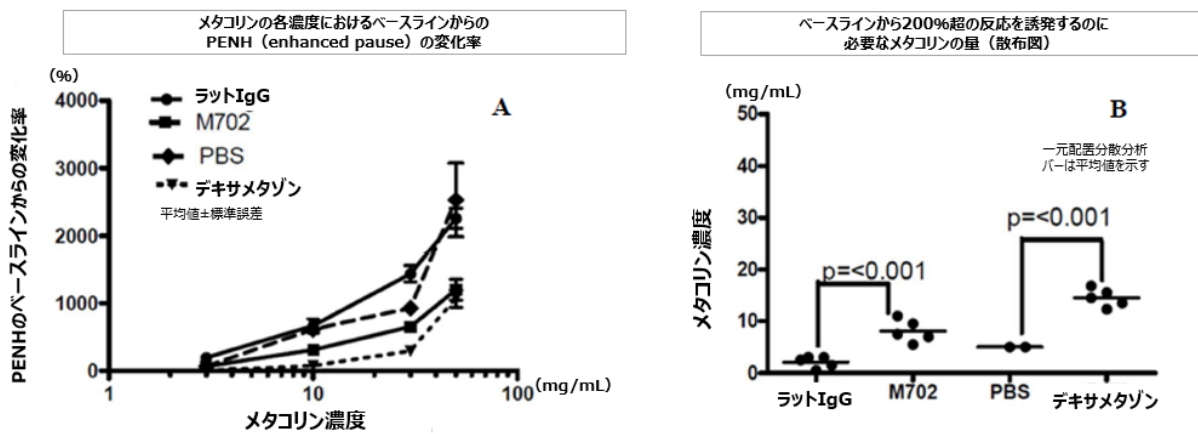 メタコリンの各濃度におけるベースラインからの
PENH（enhanced pause）の変化率
(%)
PENHのベースラインからの変化率
4000
3000
2000
1000
0
ラットIgG
M702
PBS
デキサメタゾン
平均値±標準誤差
A
1
10
100
(mg/mL)
メタコリン濃度
ベースラインから200%超の反応を誘発するのに
必要なメタコリンの量（散布図）
(mg/mL)
メタコリン濃度
50
40
30
20
10
0
B
一元配置分散分析
バーは平均値を示す
p=<0.001
p=<0.001
ラットIgG
M702
PBS
デキサメタゾン